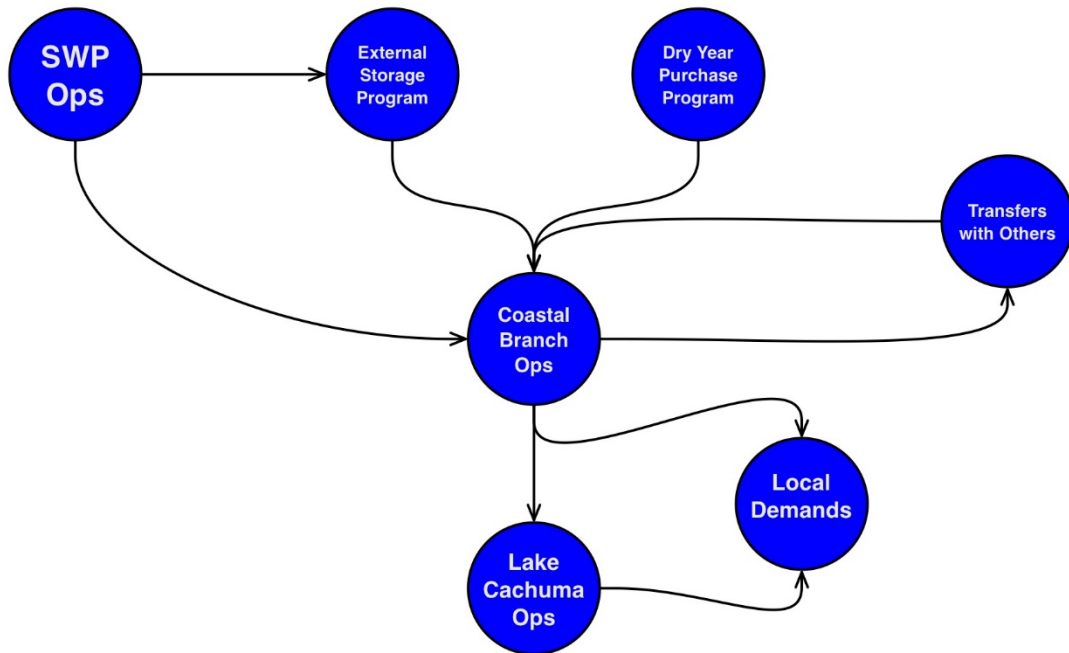 SWP
Ops
External
Storage
Program
Dry Year
Purchase
Program
Transfers
with Others
Coastal
Branch
Ops
Local
Demands
Lake
Cachuma
Ops